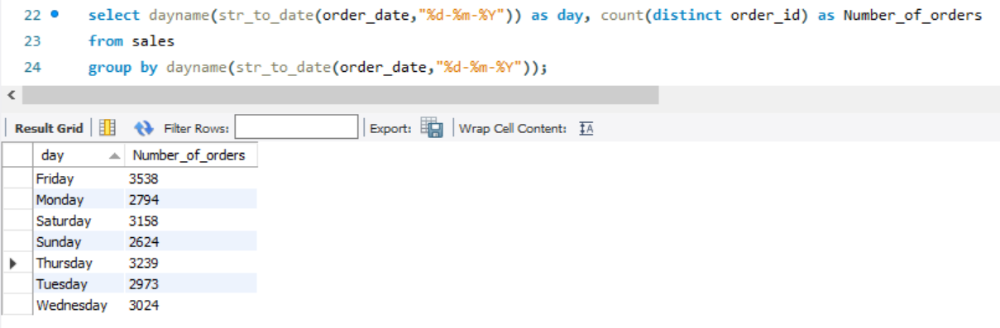 22 select dayname(str_to_date(order_date,"%d-%m-%Y")) as day, count(distinct order_id) as Number_of_orders
23 from sales
24 group by dayname(str_to_date(order_date,"%d-%m-%Y"));
Result Grid Filter Rows: Export: Wrap Cell Content: IA
day Number_of_orders
Friday 3538
Monday 2794
Saturday 3158
Sunday 2624
Thursday 3239
Tuesday 2973
Wednesday 3024